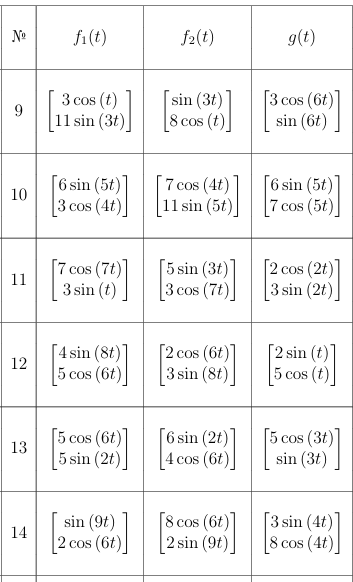 № f₁(t) f₂(t) g(t)
9 [3 cos (t) 11 sin (3t)] [sin (3t) 8 cos (t)] [3 cos (6t) sin (6t)]
10 [6 sin (5t) 3 cos (4t)] [7 cos (4t) 11 sin (5t)] [6 sin (5t) 7 cos (5t)]
11 [7 cos (7t) 3 sin (t)] [5 sin (3t) 3 cos (7t)] [2 cos (2t) 3 sin (2t)]
12 [4 sin (8t) 5 cos (6t)] [2 cos (6t) 3 sin (8t)] [2 sin (t) 5 cos (t)]
13 [5 cos (6t) 5 sin (2t)] [6 sin (2t) 4 cos (6t)] [5 cos (3t) sin (3t)]
14 [sin (9t) 2 cos (6t)] [8 cos (6t) 2 sin (9t)] [3 sin (4t) 8 cos (4t)]